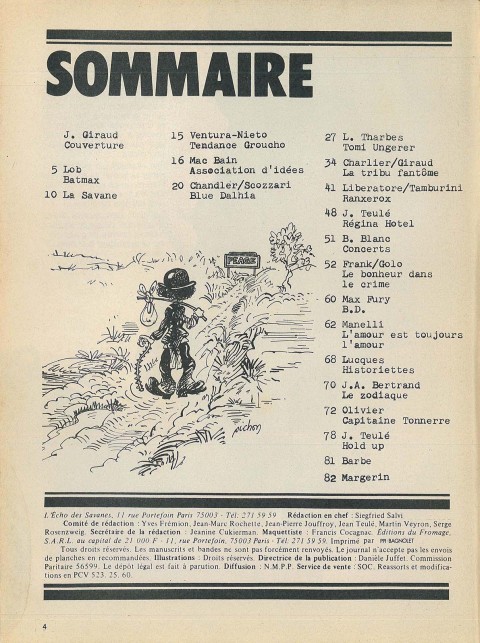 SOMMAIRE
J. Giraud
Couverture
5 Lob
Batmax
10 La Savane
15 Ventura-Nieto
Tendance Groucho
16 Mac Bain
Association d'idées
20 Chandler/Scozzari
Blue Dalhia
27 L. Tharbes
Tomi Ungerer
34 Charlier/Giraud
La tribu fantôme
41 Liberatore/Tamburini
Ranxerox
48 J. Teulé
Régina Hotel
51 B. Blanc
Concerts
52 Frank/Golo
Le bonheur dans
le crime
60 Max Fury
B.D.
62 Manelli
L'amour est toujours
l'amour
68 Lucques
Historiettes
70 J.A. Bertrand
Le zodiaque
72 Olivier
Capitaine Tonnerre
78 J. Teulé
Hold up
81 Barbe
82 Margerin
PEAGE
pichon
L'Echo des Savanes, 11 rue Portefoin Paris 75003 - Tél. 271 59 59 Rédaction en chef : Siegfried Salvi
Comité de rédaction : Yves Frémion, Jean-Marc Rochette, Jean-Pierre Jouffroy, Jean Teulé, Martin Veyron, Serge
Rosenzweig. Secrétaire de la rédaction : Jeanine Cukierman. Maquettiste : Francis Cocagnac. Editions du Fromage,
S.A.R.L. au capital de 21 000 F - 11, rue Portefoin, 75003 Paris - Tél: 271 59 59. Imprimé par BAGNOLET
Tous droits réservés. Les manuscrits et bandes ne sont pas forcément renvoyés. Le journal n'accepte pas les envois
de planches en recommandées. Illustrations : Droits réservés. Directrice de la publication : Danièle Juffet. Commission
Paritaire 56599. Le dépôt légal est fait à parution. Diffusion : N.M.P.P. Service de vente : SOC. Reassorts et modifica-
tions en PCV 523. 25. 60.
4